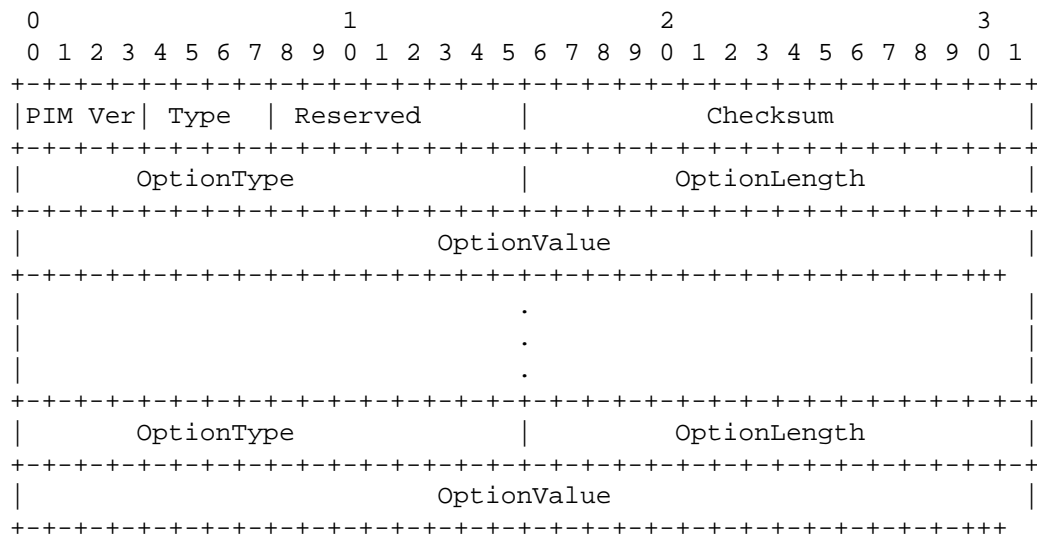 0                   1                   2                   3
0 1 2 3 4 5 6 7 8 9 0 1 2 3 4 5 6 7 8 9 0 1 2 3 4 5 6 7 8 9 0 1
+-+-+-+-+-+-+-+-+-+-+-+-+-+-+-+-+-+-+-+-+-+-+-+-+-+-+-+-+-+-+-+-+
|PIM Ver| Type  | Reserved      |           Checksum            |
+-+-+-+-+-+-+-+-+-+-+-+-+-+-+-+-+-+-+-+-+-+-+-+-+-+-+-+-+-+-+-+-+
|       OptionType              |         OptionLength          |
+-+-+-+-+-+-+-+-+-+-+-+-+-+-+-+-+-+-+-+-+-+-+-+-+-+-+-+-+-+-+-+-+
|                          OptionValue                          |
+-+-+-+-+-+-+-+-+-+-+-+-+-+-+-+-+-+-+-+-+-+-+-+-+-+-+-+-+-+-+++
|                               .                               |
|                               .                               |
|                               .                               |
+-+-+-+-+-+-+-+-+-+-+-+-+-+-+-+-+-+-+-+-+-+-+-+-+-+-+-+-+-+-+-+-+
|       OptionType              |         OptionLength          |
+-+-+-+-+-+-+-+-+-+-+-+-+-+-+-+-+-+-+-+-+-+-+-+-+-+-+-+-+-+-+-+-+
|                          OptionValue                          |
+-+-+-+-+-+-+-+-+-+-+-+-+-+-+-+-+-+-+-+-+-+-+-+-+-+-+-+-+-+-+++